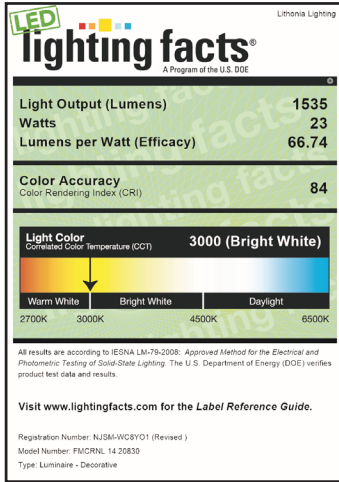 Lithonia Lighting
LED
lighting facts®
A Program of the U.S. DOE
Light Output (Lumens) 1535
Watts 23
Lumens per Watt (Efficacy) 66.74
Color Accuracy
Color Rendering Index (CRI) 84
Light Color
Correlated Color Temperature (CCT) 3000 (Bright White)
Warm White Bright White Daylight
2700K 3000K 4500K 6500K
All results are according to IESNA LM-79-2008: Approved Method for the Electrical and
Photometric Testing of Solid-State Lighting. The U.S. Department of Energy (DOE) verifies
product test data and results.
Visit www.lightingfacts.com for the Label Reference Guide.
Registration Number: NJSM-WC8YO1 (Revised )
Model Number: FMCRNL 14 20830
Type: Luminaire - Decorative